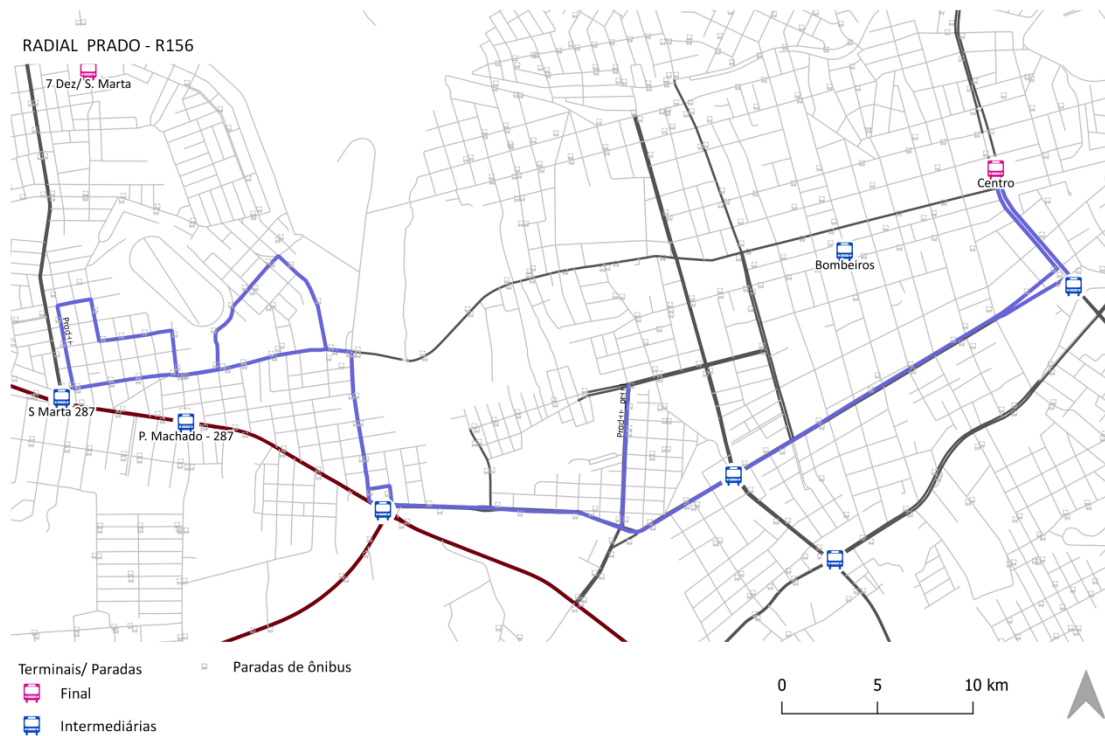 RADIAL PRADO - R156
7 Dez/ S. Marta
Centro
Bombeiros
S Marta 287
P. Machado - 287
Terminais/ Paradas
Paradas de ônibus
Final
Intermediárias
0 5 10 km